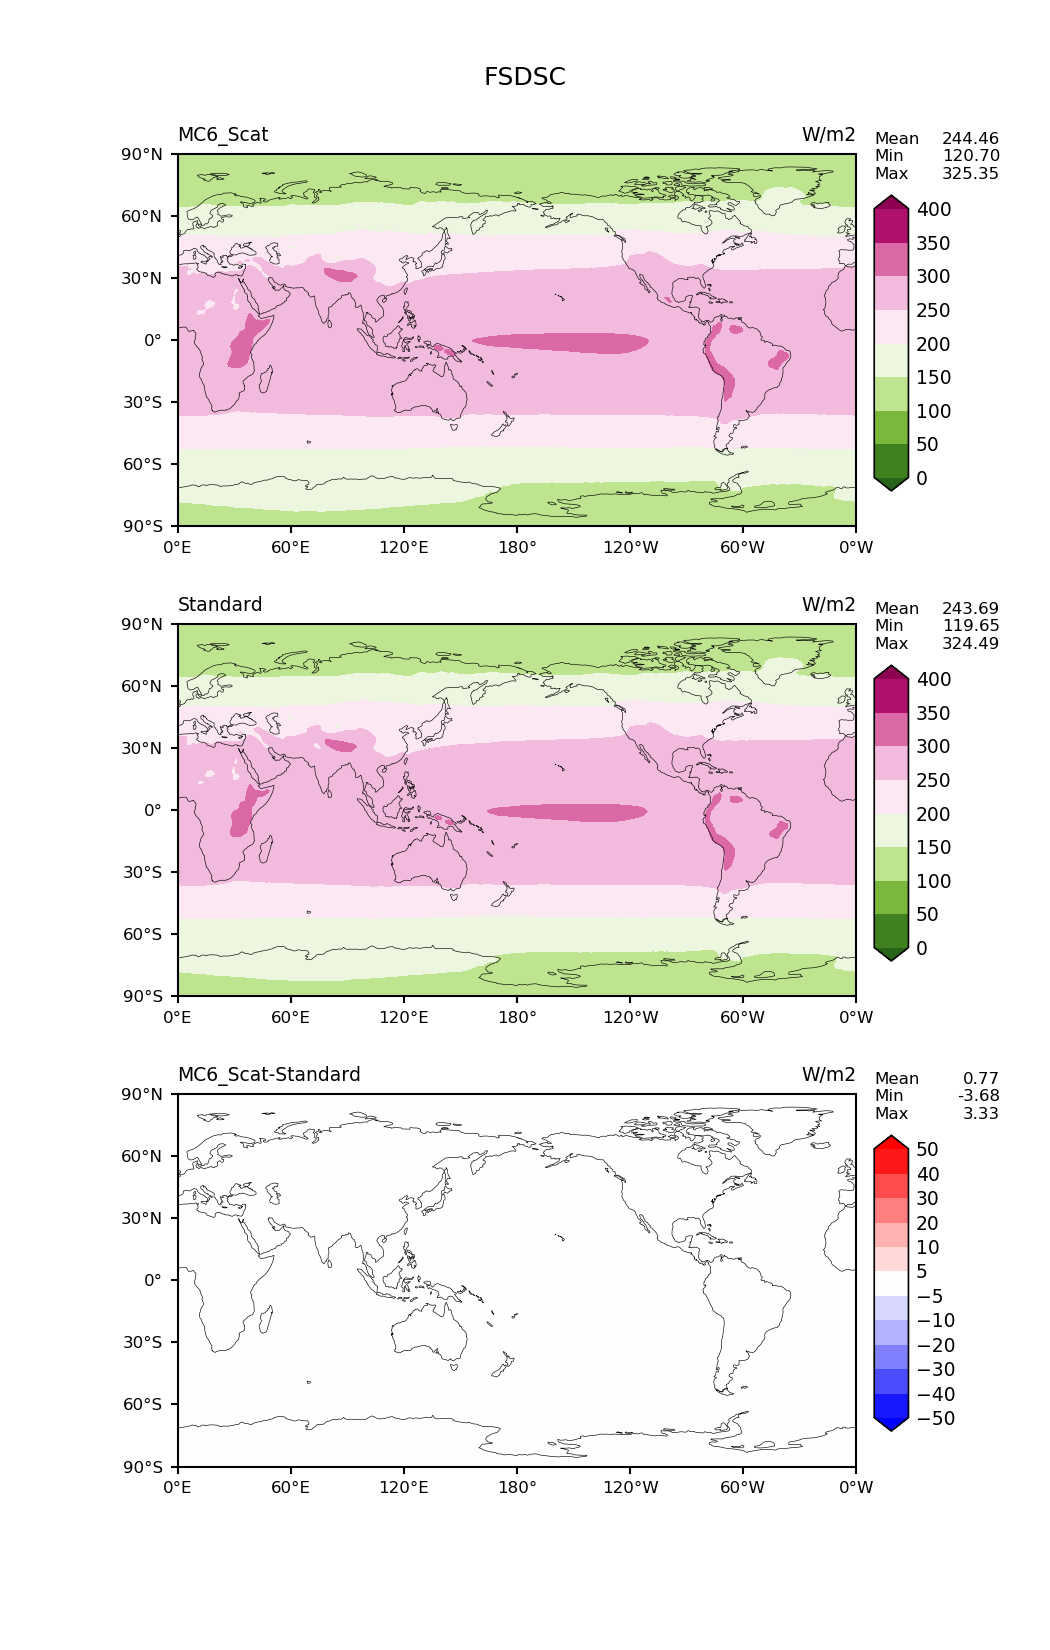 FSDSC
MC6_Scat W/m2
Mean 244.46
Min 120.70
Max 325.35
90°N
60°N
30°N
0°
30°S
60°S
90°S
0°E 60°E 120°E 180° 120°W 60°W 0°W
400
350
300
250
200
150
100
50
0
Standard W/m2
Mean 243.69
Min 119.65
Max 324.49
90°N
60°N
30°N
0°
30°S
60°S
90°S
0°E 60°E 120°E 180° 120°W 60°W 0°W
400
350
300
250
200
150
100
50
0
MC6_Scat-Standard W/m2
Mean 0.77
Min -3.68
Max 3.33
90°N
60°N
30°N
0°
30°S
60°S
90°S
0°E 60°E 120°E 180° 120°W 60°W 0°W
50
40
30
20
10
5
−5
−10
−20
−30
−40
−50